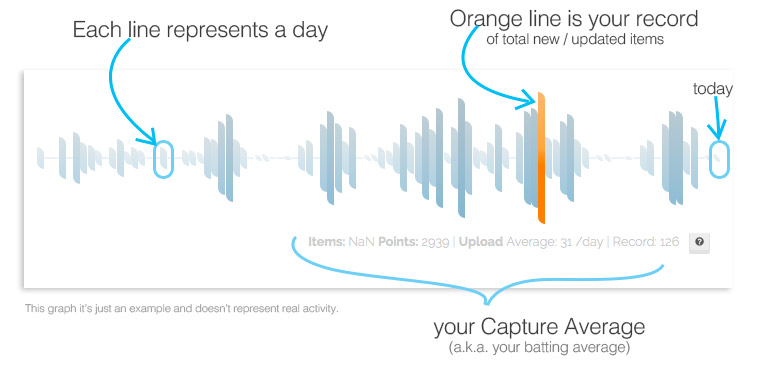 Each line represents a day
Orange line is your record
of total new / updated items
today
Items: NaN Points: 2939 | Upload Average: 31 /day | Record: 126 ?
This graph it's just an example and doesn't represent real activity.
your Capture Average
(a.k.a. your batting average)